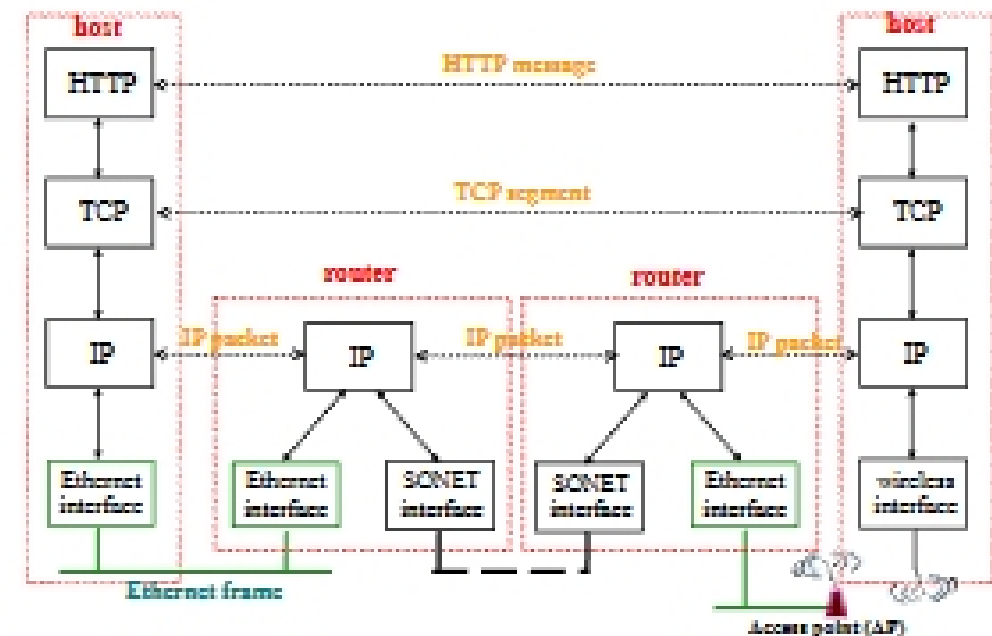 host
host
HTTP
HTTP message
HTTP
TCP
TCP segment
TCP
router
router
IP
IP packet
IP
IP packet
IP
IP packet
IP
Ethernet
interface
Ethernet
interface
SONET
interface
SONET
interface
Ethernet
interface
wireless
interface
Ethernet frame
Access point (AP)